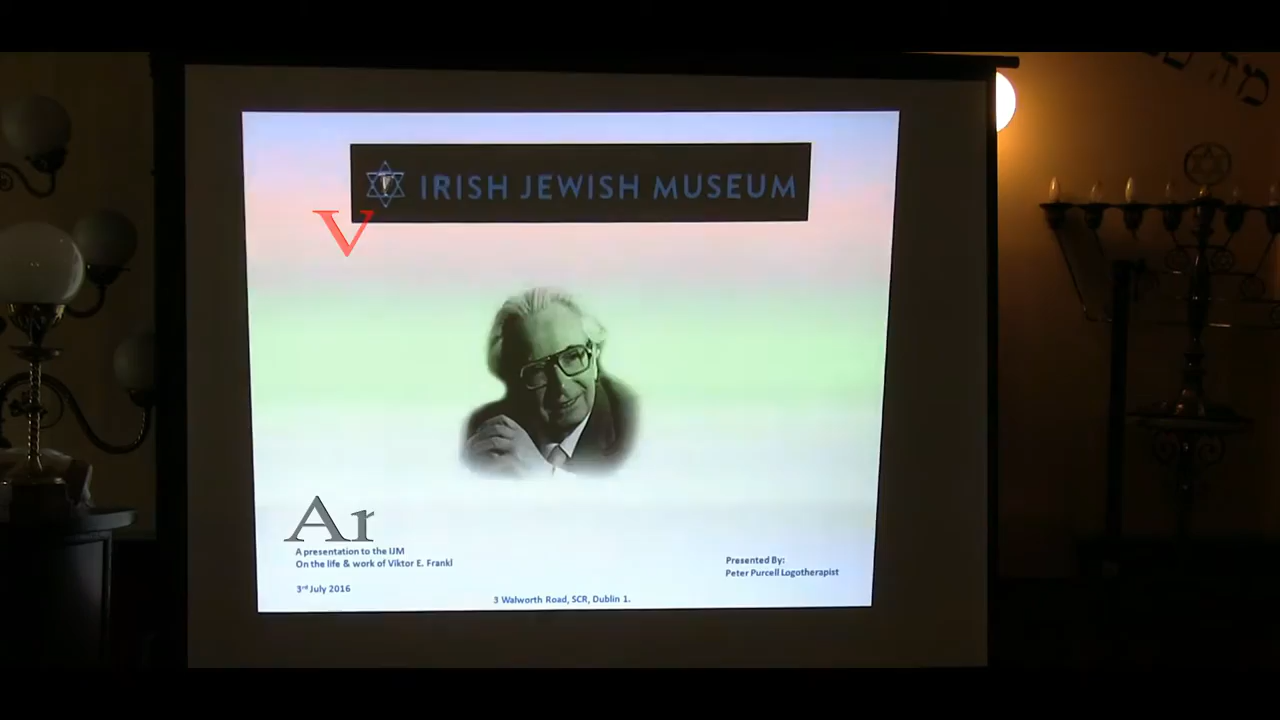 IRISH JEWISH MUSEUM
V
Ar
A presentation to the IJM
On the life & work of Viktor E. Frankl
3rd July 2016
3 Walworth Road, SCR, Dublin 1.
Presented By:
Peter Purcell Logotherapist